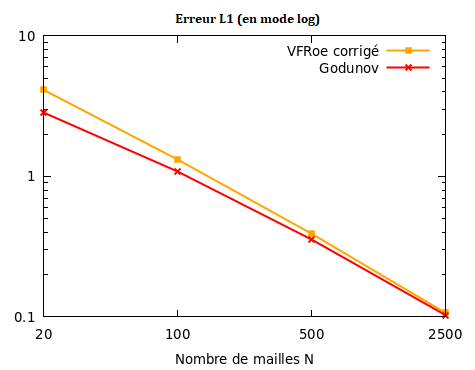 Erreur L1 (en mode log)
10
VFRoe corrigé
Godunov
1
0.1
20 100 500 2500
Nombre de mailles N